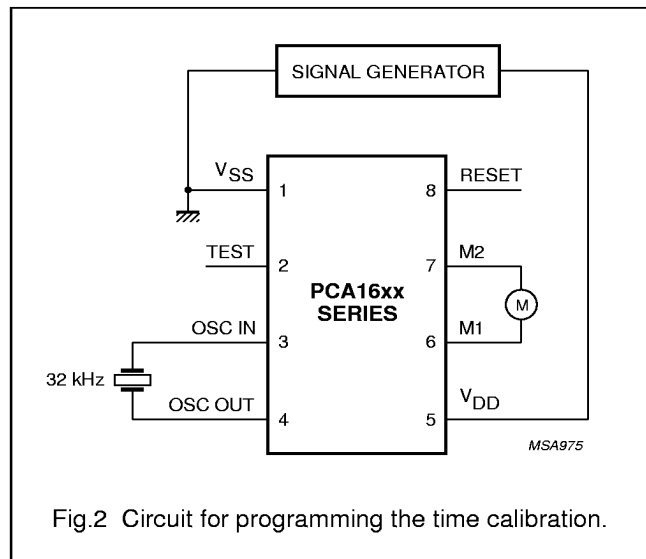 SIGNAL GENERATOR
VSS
1
8
RESET
TEST
2
7
M2
PCA16xx
SERIES
M
OSC IN
3
6
M1
32 kHz
OSC OUT
4
5
VDD
MSA975
Fig.2 Circuit for programming the time calibration.